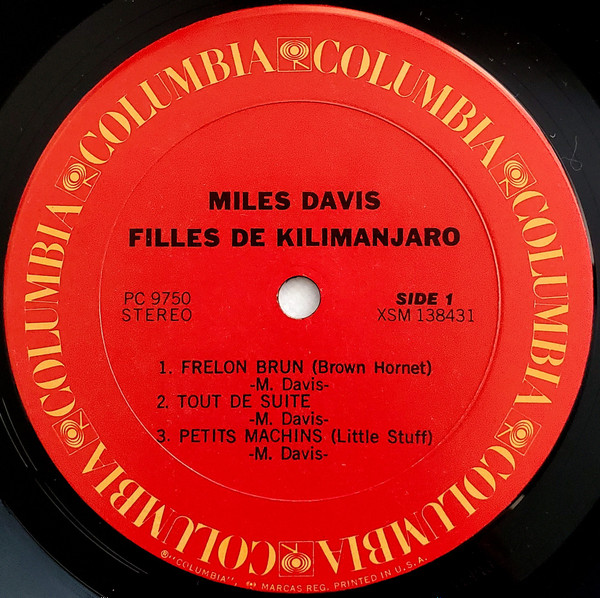 COLUMBIA COLUMBIA COLUMBIA COLUMBIA COLUMBIA COLUMBIA
MILES DAVIS
FILLES DE KILIMANJARO
PC 9750 SIDE 1
STEREO XSM 138431
1. FRELON BRUN (Brown Hornet)
-M. Davis-
2. TOUT DE SUITE
-M. Davis-
3. PETITS MACHINS (Little Stuff)
-M. Davis-
®"COLUMBIA", MARCAS REG. PRINTED IN U.S.A.